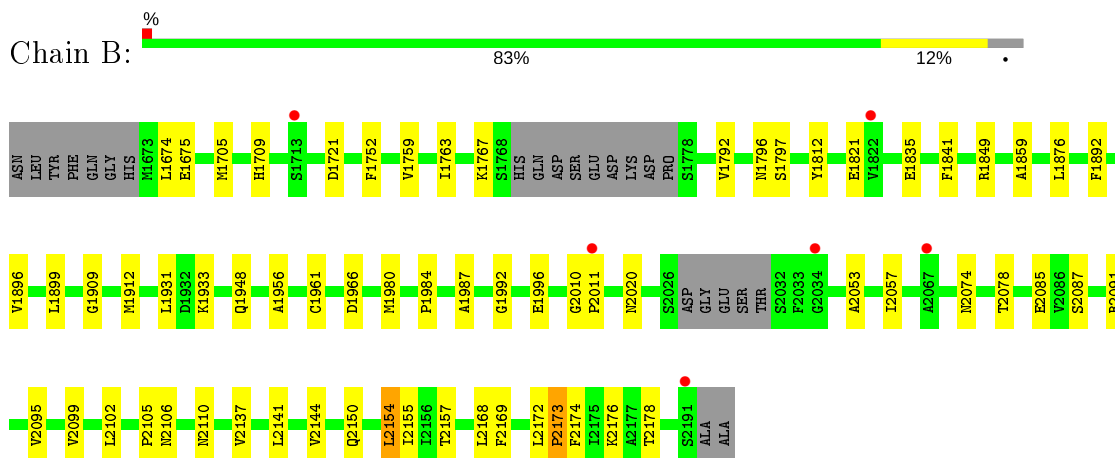 %
Chain B:
83% 12% •
ASN LEU TYR PHE GLN GLY HIS M1673 L1674 E1675 M1705 H1709 S1713 D1721 F1752 V1759 I1763 K1767 S1768 HIS GLN ASP SER GLU ASP LYS ASP PRO S1778 V1792 N1796 S1797 Y1812 E1821 V1822 E1835 F1841 R1849 A1859 L1876 F1892
V1896 L1899 G1909 M1912 L1931 D1932 K1933 Q1948 A1956 C1961 D1966 M1980 P1984 A1987 G1992 E1996 G2010 P2011 N2020 S2026 ASP GLY GLU SER THR S2032 F2033 G2034 A2053 I2057 A2067 N2074 T2078 E2085 V2086 S2087
V2095 V2099 L2102 P2105 N2106 N2110 V2137 L2141 V2144 Q2150 L2154 I2155 I2156 T2157 L2168 F2169 L2172 P2173 F2174 I2175 K2176 A2177 T2178 S2191 ALA ALA